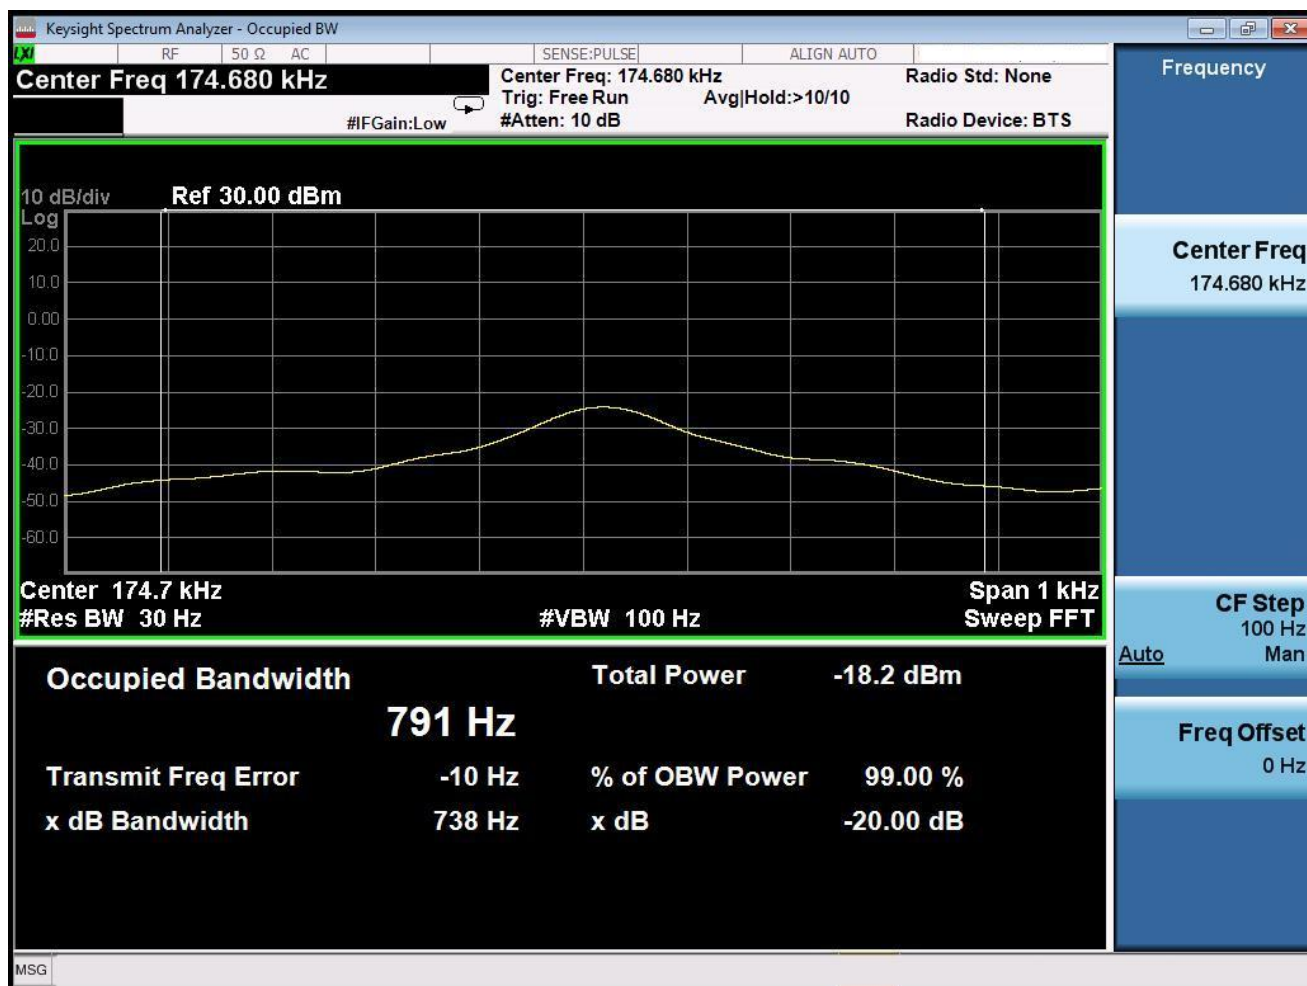 Keysight Spectrum Analyzer - Occupied BW
LXI RF 50 Ω AC SENSE:PULSE ALIGN AUTO
Center Freq 174.680 kHz
#IFGain:Low
Center Freq: 174.680 kHz
Trig: Free Run Avg|Hold:>10/10
#Atten: 10 dB
Radio Std: None
Radio Device: BTS
10 dB/div Ref 30.00 dBm
Log
20.0
10.0
0.00
-10.0
-20.0
-30.0
-40.0
-50.0
-60.0
Center 174.7 kHz Span 1 kHz
#Res BW 30 Hz #VBW 100 Hz Sweep FFT
Occupied Bandwidth Total Power -18.2 dBm
791 Hz
Transmit Freq Error -10 Hz % of OBW Power 99.00 %
x dB Bandwidth 738 Hz x dB -20.00 dB
Frequency
Center Freq
174.680 kHz
CF Step
100 Hz
Auto Man
Freq Offset
0 Hz
MSG